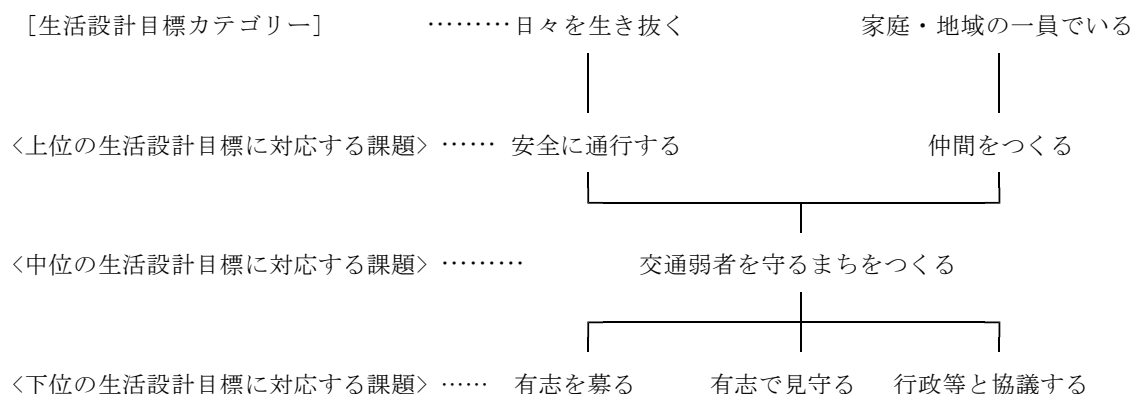 [生活設計目標カテゴリー] ………日々を生き抜く 家庭・地域の一員でいる
<上位の生活設計目標に対応する課題> …… 安全に通行する 仲間をつくる
<中位の生活設計目標に対応する課題> ……… 交通弱者を守るまちをつくる
<下位の生活設計目標に対応する課題> …… 有志を募る 有志で見守る 行政等と協議する